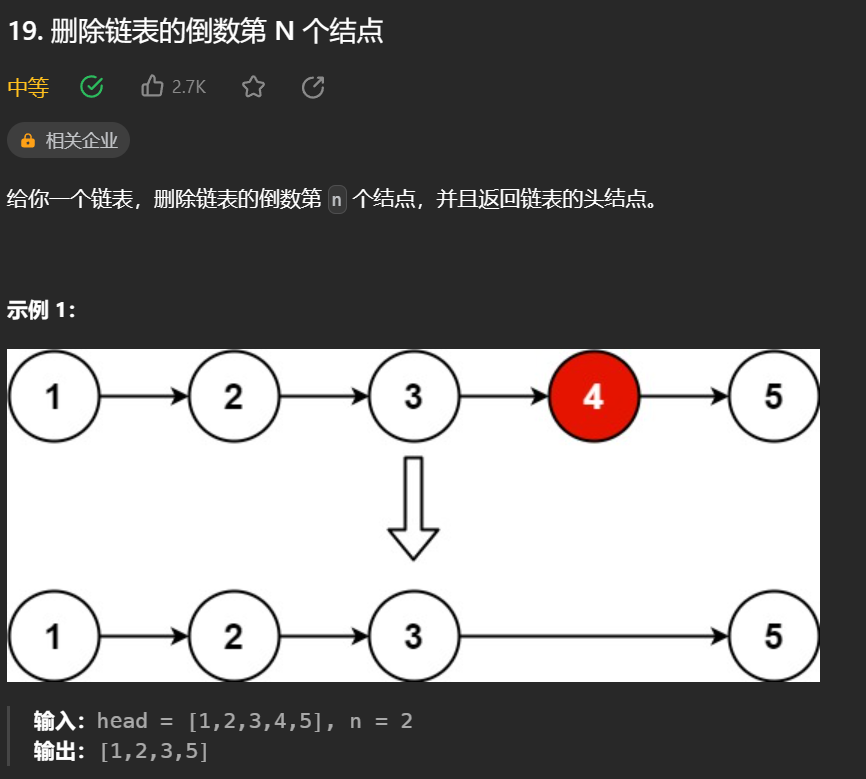 19. 删除链表的倒数第 N 个结点
中等 2.7K
相关企业
给你一个链表，删除链表的倒数第 n 个结点，并且返回链表的头结点。
示例 1：
1 2 3 4 5
1 2 3 5
输入：head = [1,2,3,4,5], n = 2
输出：[1,2,3,5]